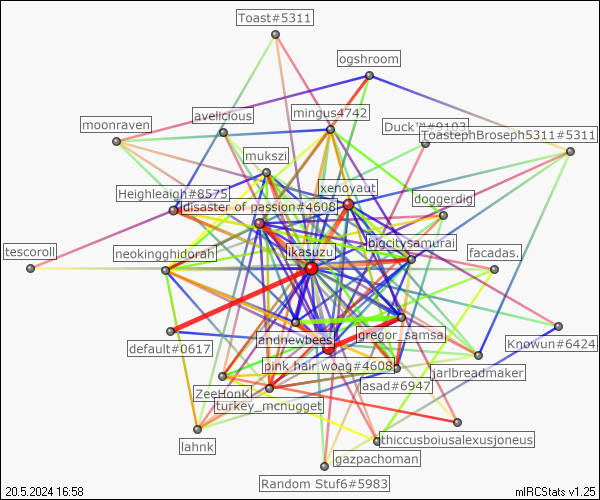 Toast#5311
ogshroom
avelicious
mingus4742
moonraven
Duck™#9103
ToastephBroseph5311#5311
mukszi
xenoyaut
Heighleaigh#8575
disaster of passion#4608
doggerdig
bigcitysamurai
ikasuzu
tescoroll
neokingghidorah
facadas.
default#0617
landnewbees
gregor_samsa
Knowun#6424
pink hair woag#4608
jarlbreadmaker
asad#6947
ZeeHonKl
turkey_mcnugget
lahnk
thiccusboiusalexusjoneus
gazpachoman
Random Stuf6#5983
20.5.2024 16:58
mIRCStats v1.25